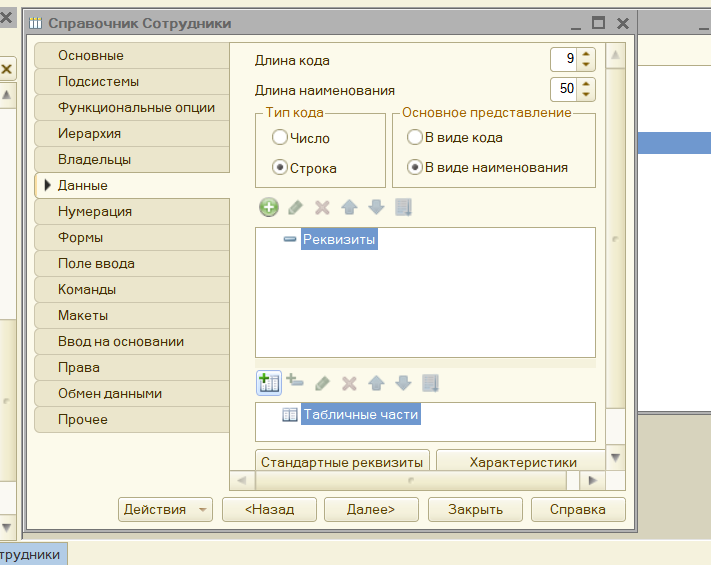 Справочник Сотрудники
Основные
Подсистемы
Функциональные опции
Иерархия
Владельцы
Данные
Нумерация
Формы
Поле ввода
Команды
Макеты
Ввод на основании
Права
Обмен данными
Прочее
Длина кода 9
Длина наименования 50
Тип кода
Число
Строка
Основное представление
В виде кода
В виде наименования
Реквизиты
Табличные части
Стандартные реквизиты Характеристики
Действия <Назад Далее> Закрыть Справка
трудники